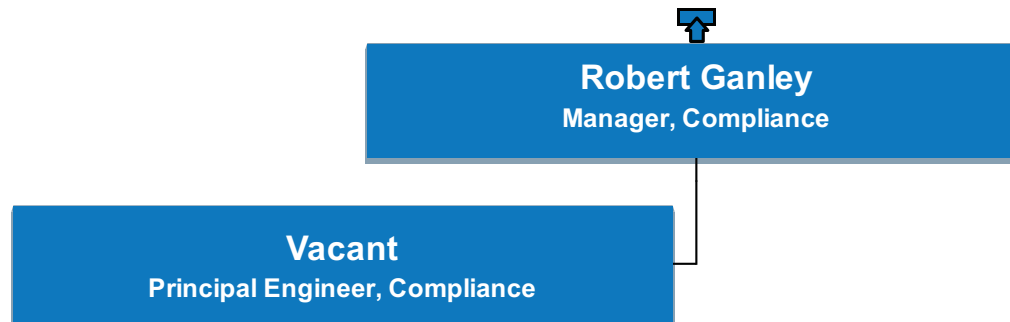 Robert Ganley
Manager, Compliance
Vacant
Principal Engineer, Compliance